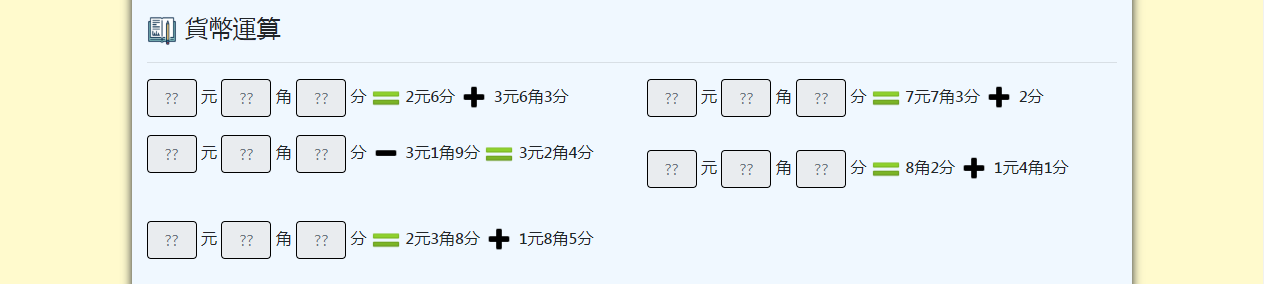 貨幣運算
?? 元 ?? 角 ?? 分 = 2元6分 + 3元6角3分
?? 元 ?? 角 ?? 分 = 7元7角3分 + 2分
?? 元 ?? 角 ?? 分 - 3元1角9分 = 3元2角4分
?? 元 ?? 角 ?? 分 = 8角2分 + 1元4角1分
?? 元 ?? 角 ?? 分 = 2元3角8分 + 1元8角5分